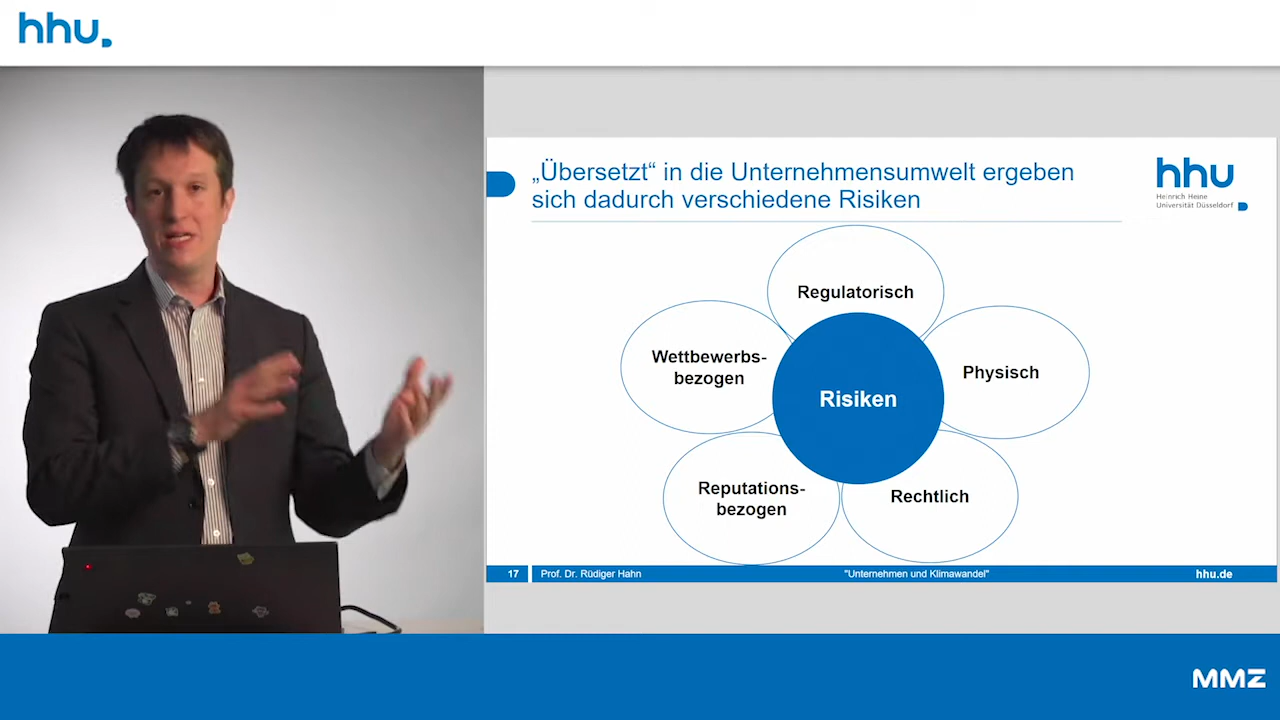 hhu.
„Übersetzt“ in die Unternehmensumwelt ergeben
sich dadurch verschiedene Risiken
hhu
Heinrich Heine
Universität Düsseldorf
Regulatorisch
Wettbewerbs-
bezogen
Physisch
Risiken
Reputations-
bezogen
Rechtlich
17
Prof. Dr. Rüdiger Hahn
"Unternehmen und Klimawandel"
hhu.de
MMZ